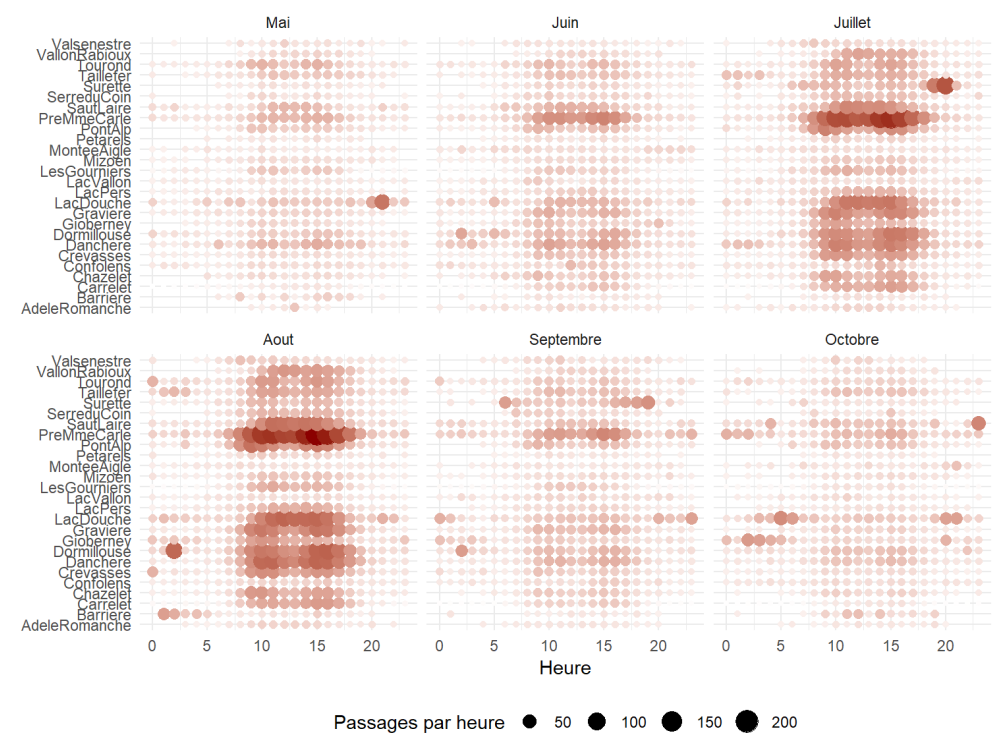 Mai
Juin
Juillet
Valsenestre
VallonRabioux
Tourond
Taillefer
Surette
SerreduCoin
SautLaire
PreMmeCarle
PontAlp
Petarels
MonteeAigle
Mizoen
LesGourniers
LacVallon
LacPers
LacDouche
Graviere
Gioberney
Dormillouse
Danchere
Crevasses
Confolens
Chazelet
Carrelet
Barriere
AdeleRomanche
Aout
Septembre
Octobre
Valsenestre
VallonRabioux
Tourond
Taillefer
Surette
SerreduCoin
SautLaire
PreMmeCarle
PontAlp
Petarels
MonteeAigle
Mizoen
LesGourniers
LacVallon
LacPers
LacDouche
Graviere
Gioberney
Dormillouse
Danchere
Crevasses
Confolens
Chazelet
Carrelet
Barriere
AdeleRomanche
0 5 10 15 20 0 5 10 15 20 0 5 10 15 20
Heure
Passages par heure 50 100 150 200